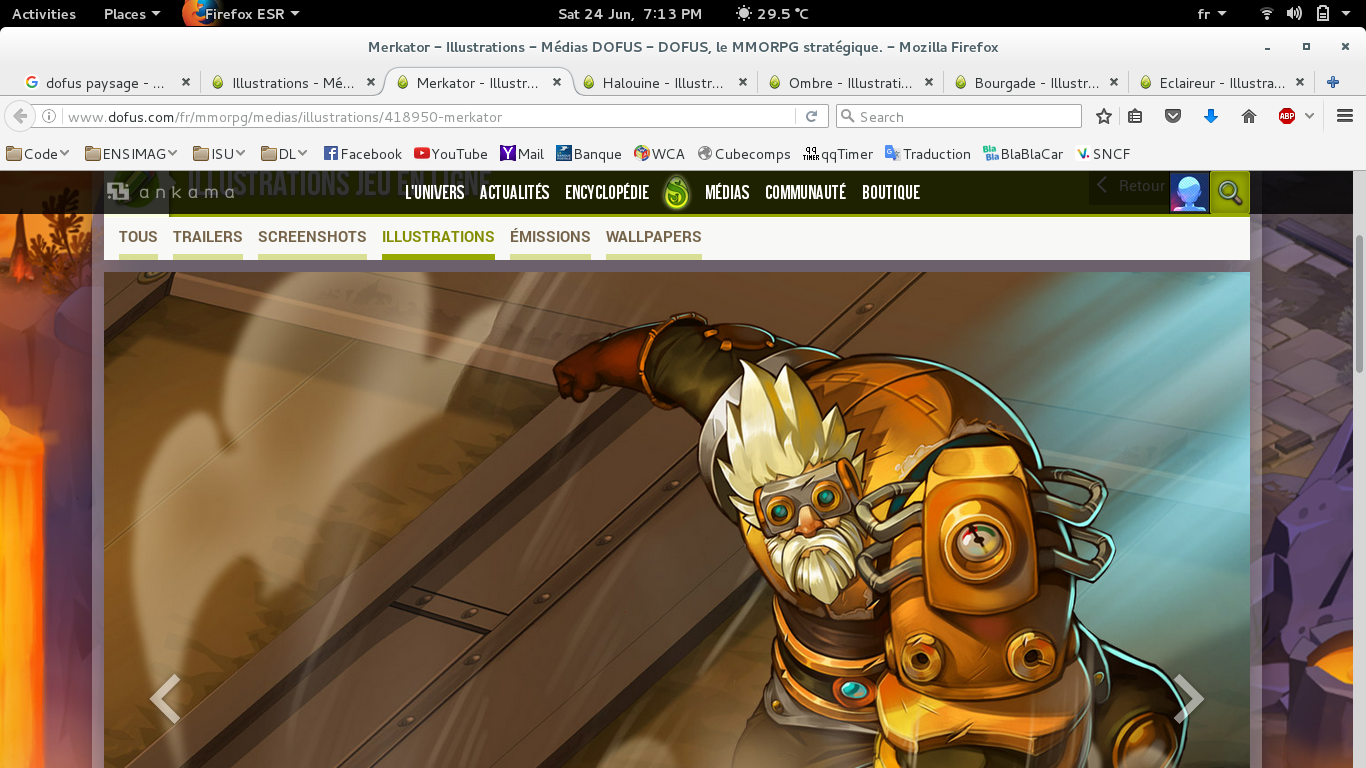 Activities Places Firefox ESR Sat 24 Jun, 7:13 PM 29.5 °C fr
Merkator – Illustrations – Médias DOFUS – DOFUS, le MMORPG stratégique. – Mozilla Firefox
dofus paysage - ... Illustrations - Mé... Merkator - Illustr... Halouine - Illustr... Ombre - Illustrati... Bourgade - Illustr... Eclaireur - Illustra...
www.dofus.com/fr/mmorpg/medias/illustrations/418950-merkator Search ABP
Code ENSIMAG ISU DL Facebook YouTube Mail Banque WCA Cubecomps qqTimer Traduction BlaBlaCar SNCF
ILLUSTRATIONS JEU EN LIGNE
ankama L'UNIVERS ACTUALITÉS ENCYCLOPÉDIE MÉDIAS COMMUNAUTÉ BOUTIQUE Retour
TOUS TRAILERS SCREENSHOTS ILLUSTRATIONS ÉMISSIONS WALLPAPERS